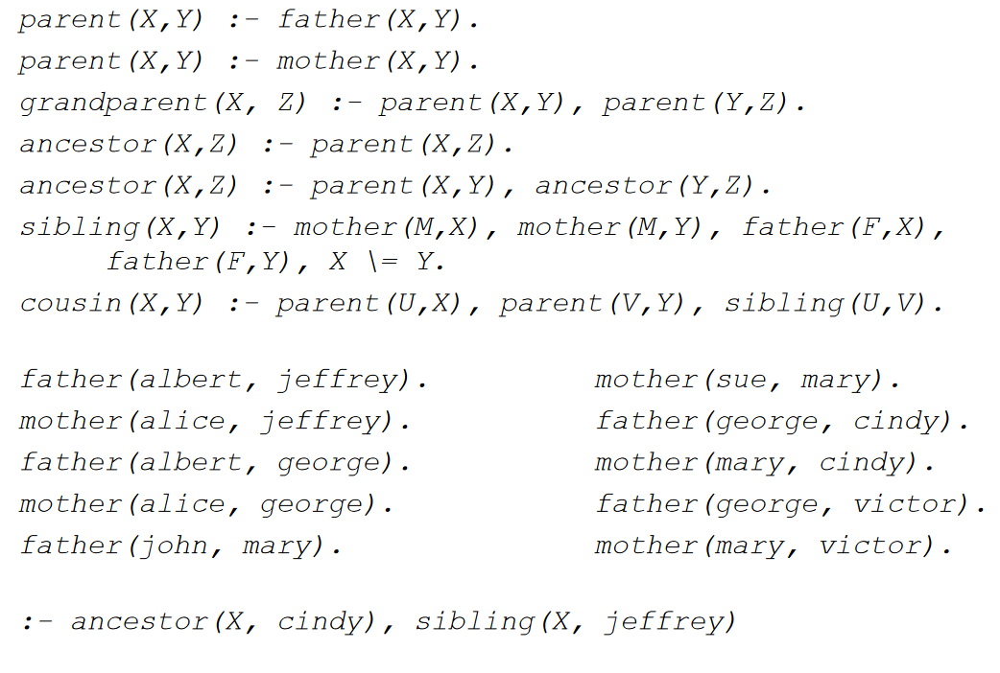 parent(X,Y) :- father(X,Y).
parent(X,Y) :- mother(X,Y).
grandparent(X, Z) :- parent(X,Y), parent(Y,Z).
ancestor(X,Z) :- parent(X,Z).
ancestor(X,Z) :- parent(X,Y), ancestor(Y,Z).
sibling(X,Y) :- mother(M,X), mother(M,Y), father(F,X),
father(F,Y), X \= Y.
cousin(X,Y) :- parent(U,X), parent(V,Y), sibling(U,V).
father(albert, jeffrey).
mother(alice, jeffrey).
father(albert, george).
mother(alice, george).
father(john, mary).
mother(sue, mary).
father(george, cindy).
mother(mary, cindy).
father(george, victor).
mother(mary, victor).
:- ancestor(X, cindy), sibling(X, jeffrey)